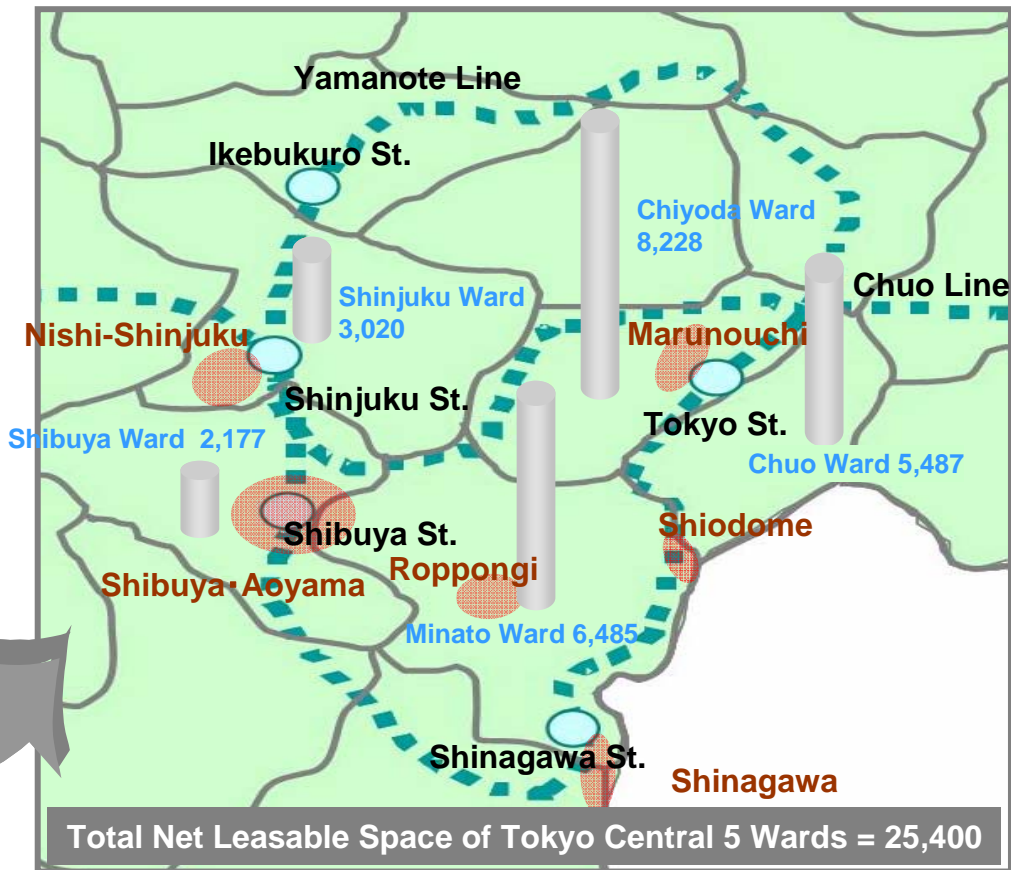 Yamanote Line
Ikebukuro St.
Chiyoda Ward
8,228
Chuo Line
Shinjuku Ward
3,020
Nishi-Shinjuku
Marunouchi
Shinjuku St.
Tokyo St.
Shibuya Ward 2,177
Chuo Ward 5,487
Shibuya St.
Shiodome
Roppongi
Shibuya・Aoyama
Minato Ward 6,485
Shinagawa St.
Shinagawa
Total Net Leasable Space of Tokyo Central 5 Wards = 25,400